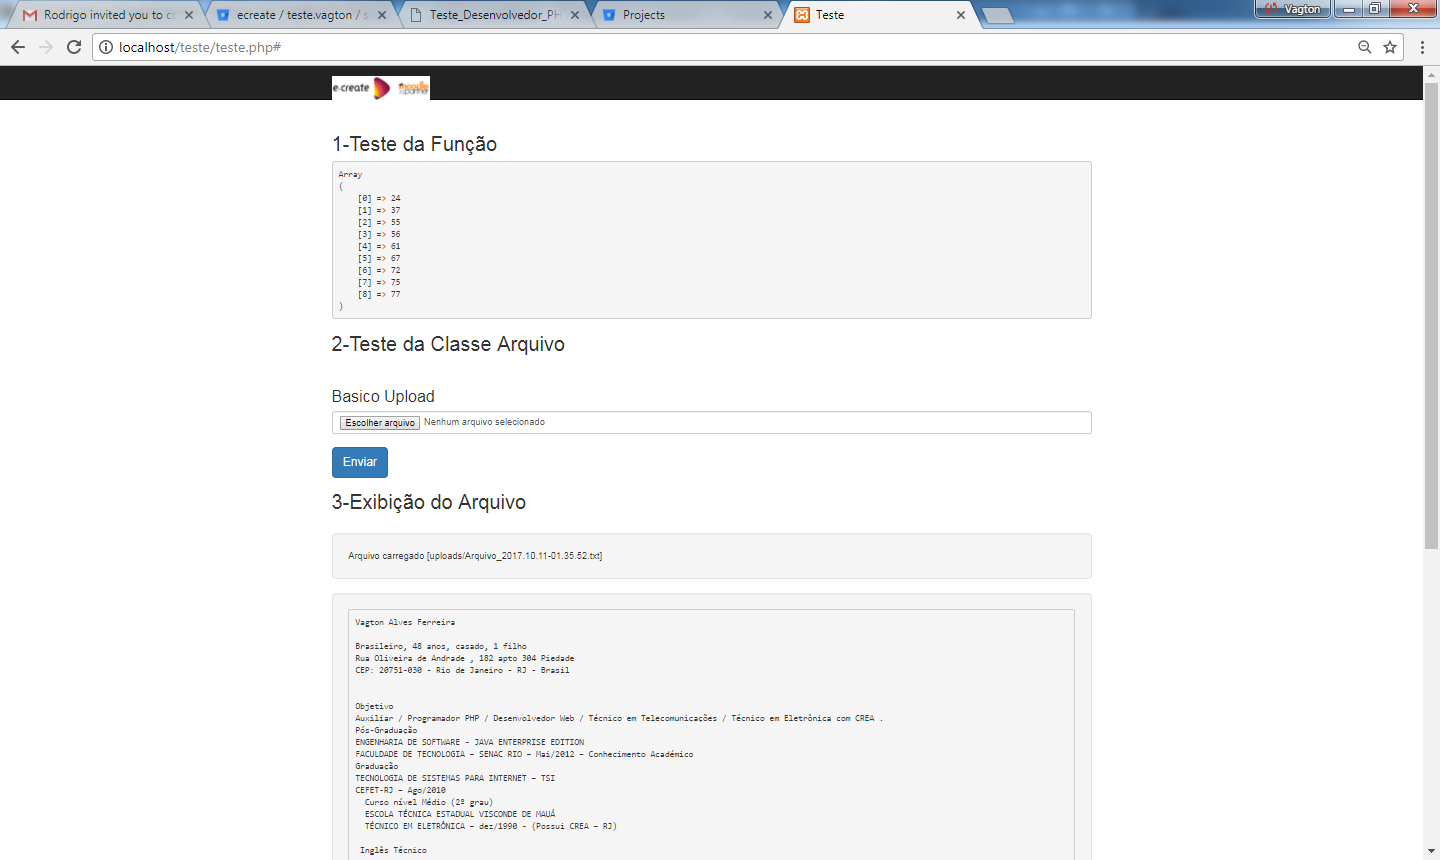 Rodrigo invited you to c
ecreate / teste.vagton / s
Teste_Desenvolvedor_PH
Projects
Teste
Vagton
localhost/teste/teste.php#
e-create moodle partner
1-Teste da Função
Array
(
[0] => 24
[1] => 37
[2] => 55
[3] => 56
[4] => 61
[5] => 67
[6] => 72
[7] => 75
[8] => 77
)
2-Teste da Classe Arquivo
Basico Upload
Escolher arquivo Nenhum arquivo selecionado
Enviar
3-Exibição do Arquivo
Arquivo carregado [uploads/Arquivo_2017.10.11-01.35.52.txt]
Vagton Alves Ferreira
Brasileiro, 48 anos, casado, 1 filho
Rua Oliveira de Andrade , 182 apto 304 Piedade
CEP: 20751-030 - Rio de Janeiro - RJ - Brasil
Objetivo
Auxiliar / Programador PHP / Desenvolvedor Web / Técnico em Telecomunicações / Técnico em Eletrônica com CREA .
Pós-Graduação
ENGENHARIA DE SOFTWARE - JAVA ENTERPRISE EDITION
FACULDADE DE TECNOLOGIA – SENAC RIO – Mai/2012 – Conhecimento Académico
Graduação
TECNOLOGIA DE SISTEMAS PARA INTERNET – TSI
CEFET-RJ – Ago/2010
Curso nível Médio (2º grau)
ESCOLA TÉCNICA ESTADUAL VISCONDE DE MAUÁ
TÉCNICO EM ELETRÔNICA – dez/1990 - (Possui CREA – RJ)
Inglês Técnico